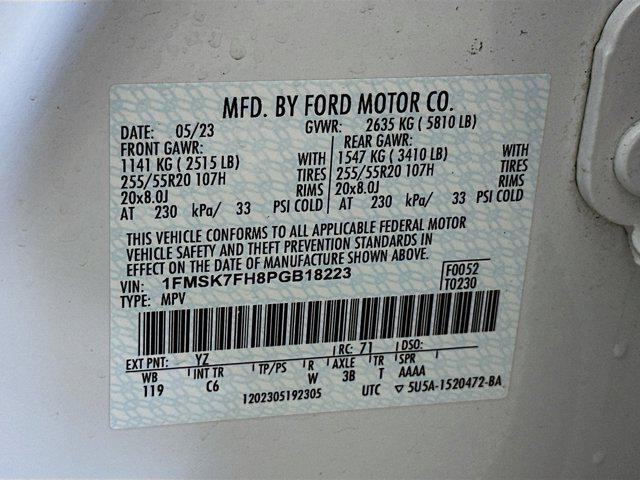 MFD. BY FORD MOTOR CO.
DATE: 05/23 GVWR: 2635 KG ( 5810 LB)
FRONT GAWR: REAR GAWR:
1141 KG ( 2515 LB) WITH 1547 KG ( 3410 LB) WITH
255/55R20 107H TIRES 255/55R20 107H TIRES
20x8.0J RIMS 20x8.0J RIMS
AT 230 kPa/ 33 PSI COLD AT 230 kPa/ 33 PSI COLD
THIS VEHICLE CONFORMS TO ALL APPLICABLE FEDERAL MOTOR
VEHICLE SAFETY AND THEFT PREVENTION STANDARDS IN
EFFECT ON THE DATE OF MANUFACTURE SHOWN ABOVE.
VIN: 1FMSK7FH8PGB18223 F0052
TYPE: MPV T0230
EXT PNT: YZ RC: 71 DSO:
WB INT TR TP/PS R AXLE TR SPR
119 C6 W 3B T AAAA
1202305192305 UTC ▽ 5U5A-1520472-BA